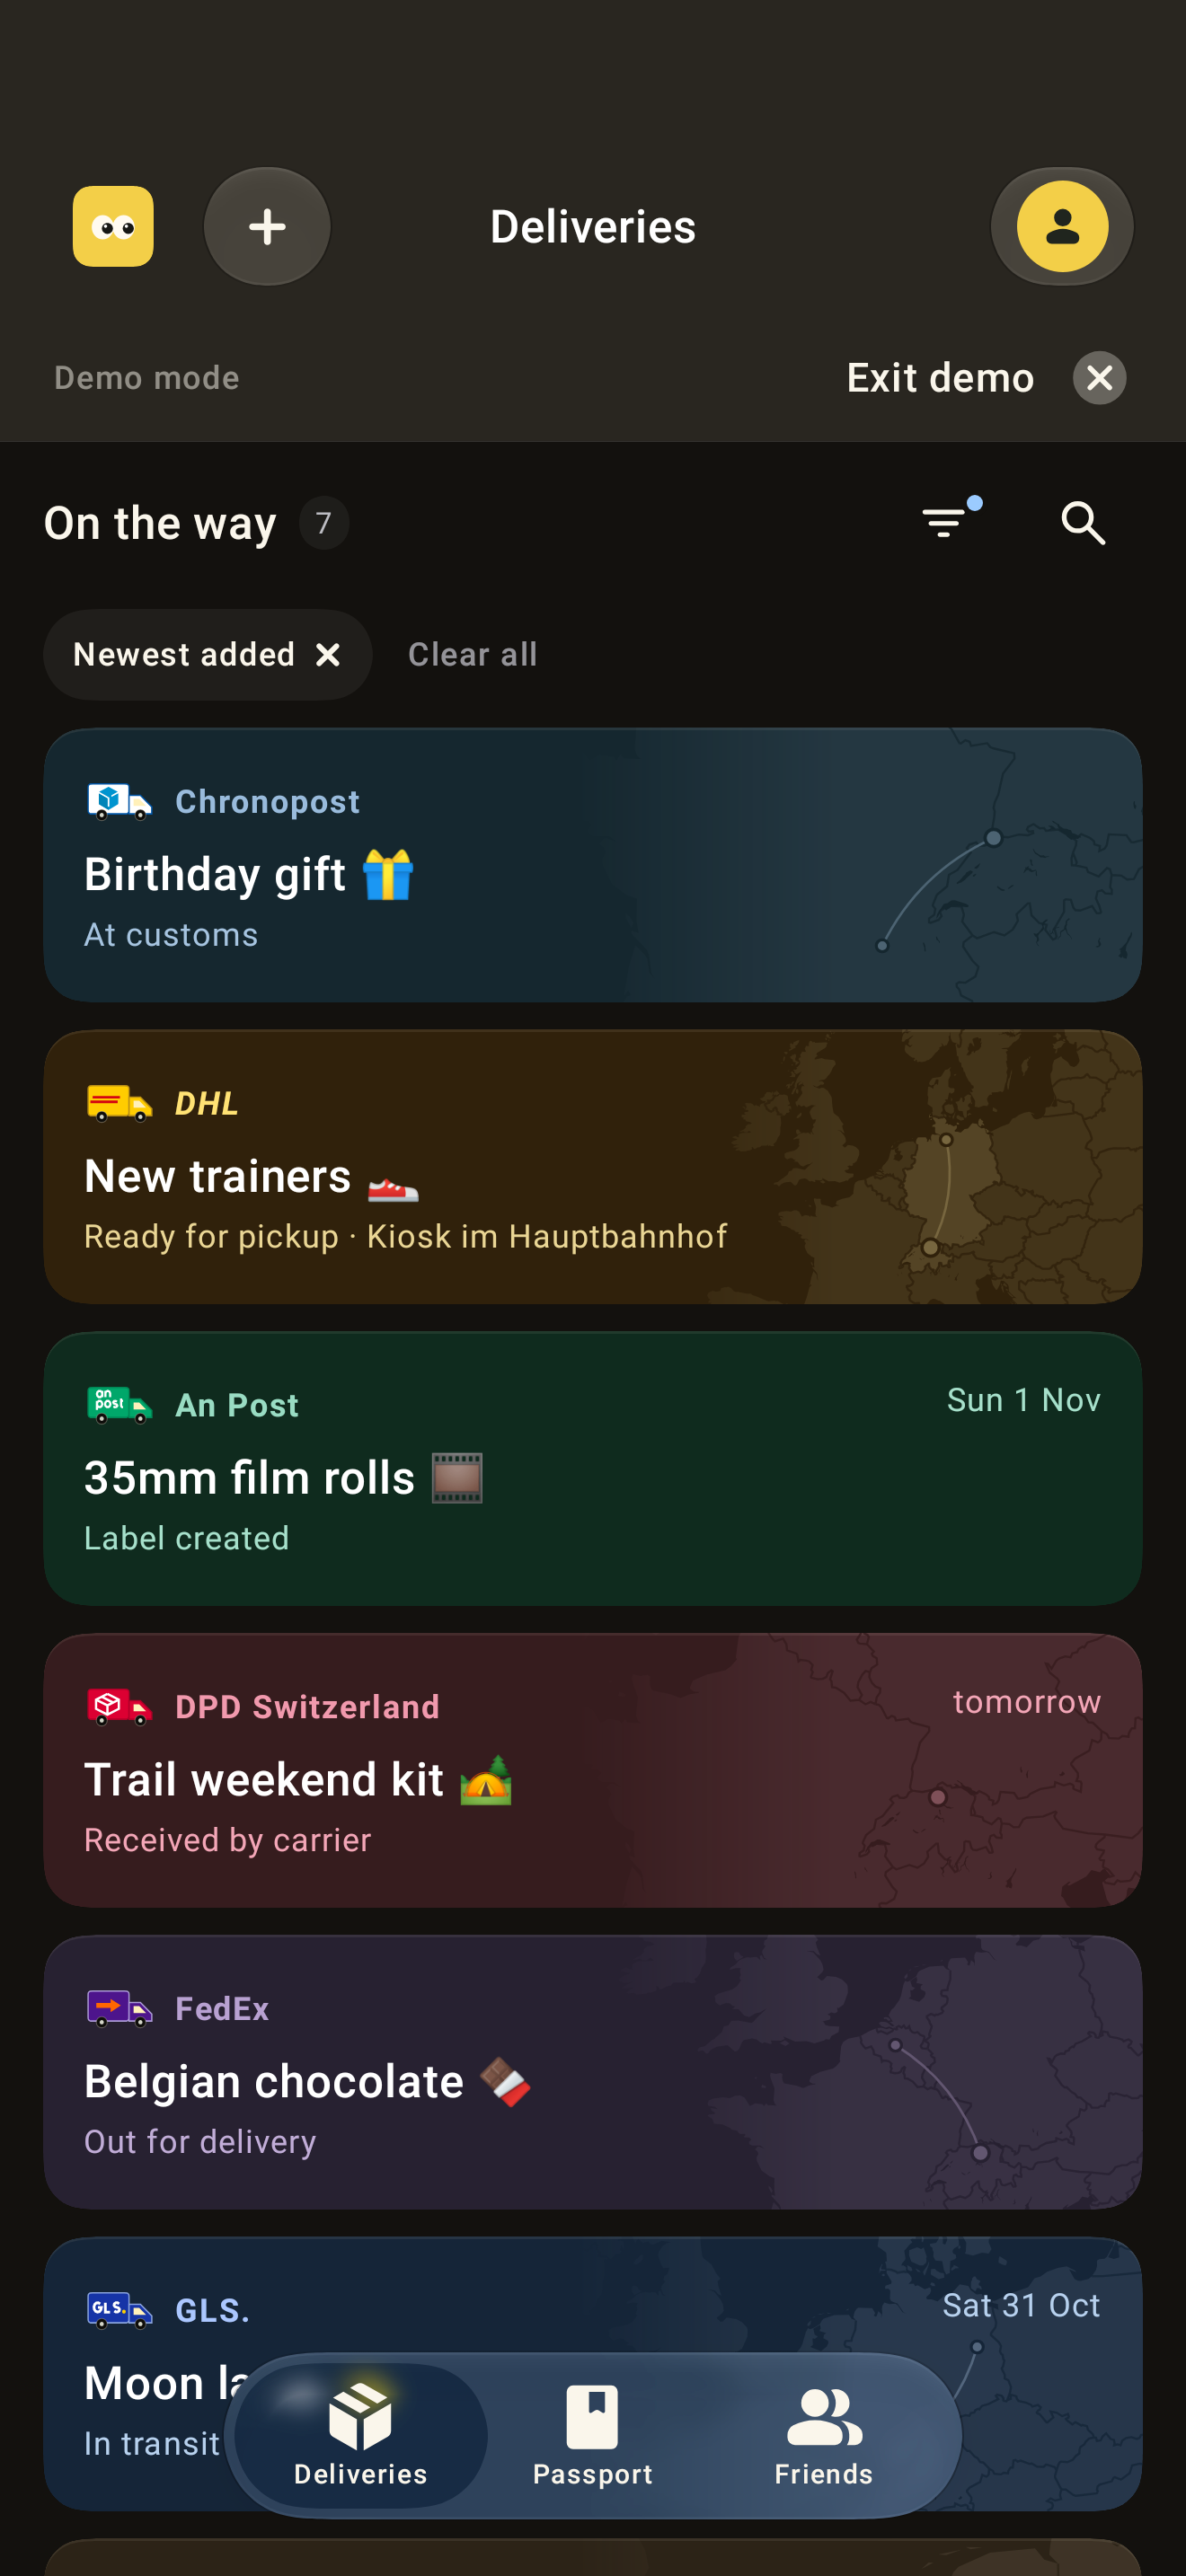 Deliveries
Demo mode
Exit demo
On the way 7
Newest added
Clear all
Chronopost
Birthday gift
At customs
DHL
New trainers
Ready for pickup · Kiosk im Hauptbahnhof
an post
An Post
Sun 1 Nov
35mm film rolls
Label created
DPD Switzerland
tomorrow
Trail weekend kit
Received by carrier
FedEx
Belgian chocolate
Out for delivery
GLS.
GLS.
Sat 31 Oct
Moon
In transit
Deliveries
Passport
Friends